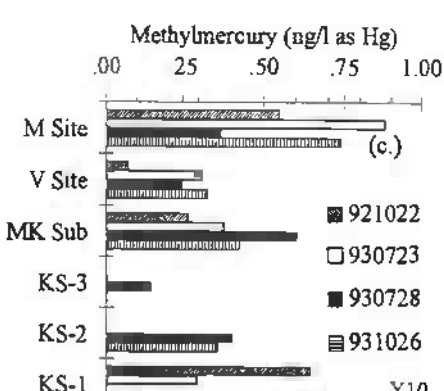 Methylmercury (ng/l as Hg)
.00 .25 .50 .75 1.00
M Site
(c.)
V Site
921022
MK Sub
930723
KS-3
930728
KS-2
931026
KS-1